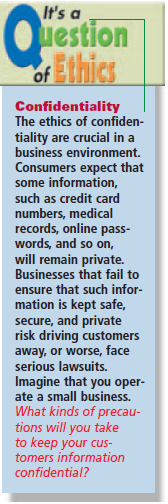 It's a
Question
of Ethics
Confidentiality
The ethics of confiden-
tiality are crucial in a
business environment.
Consumers expect that
some information,
such as credit card
numbers, medical
records, online pass-
words, and so on,
will remain private.
Businesses that fail to
ensure that such infor-
mation is kept safe,
secure, and private
risk driving customers
away, or worse, face
serious lawsuits.
Imagine that you oper-
ate a small business.
What kinds of precau-
tions will you take
to keep your cus-
tomers information
confidential?